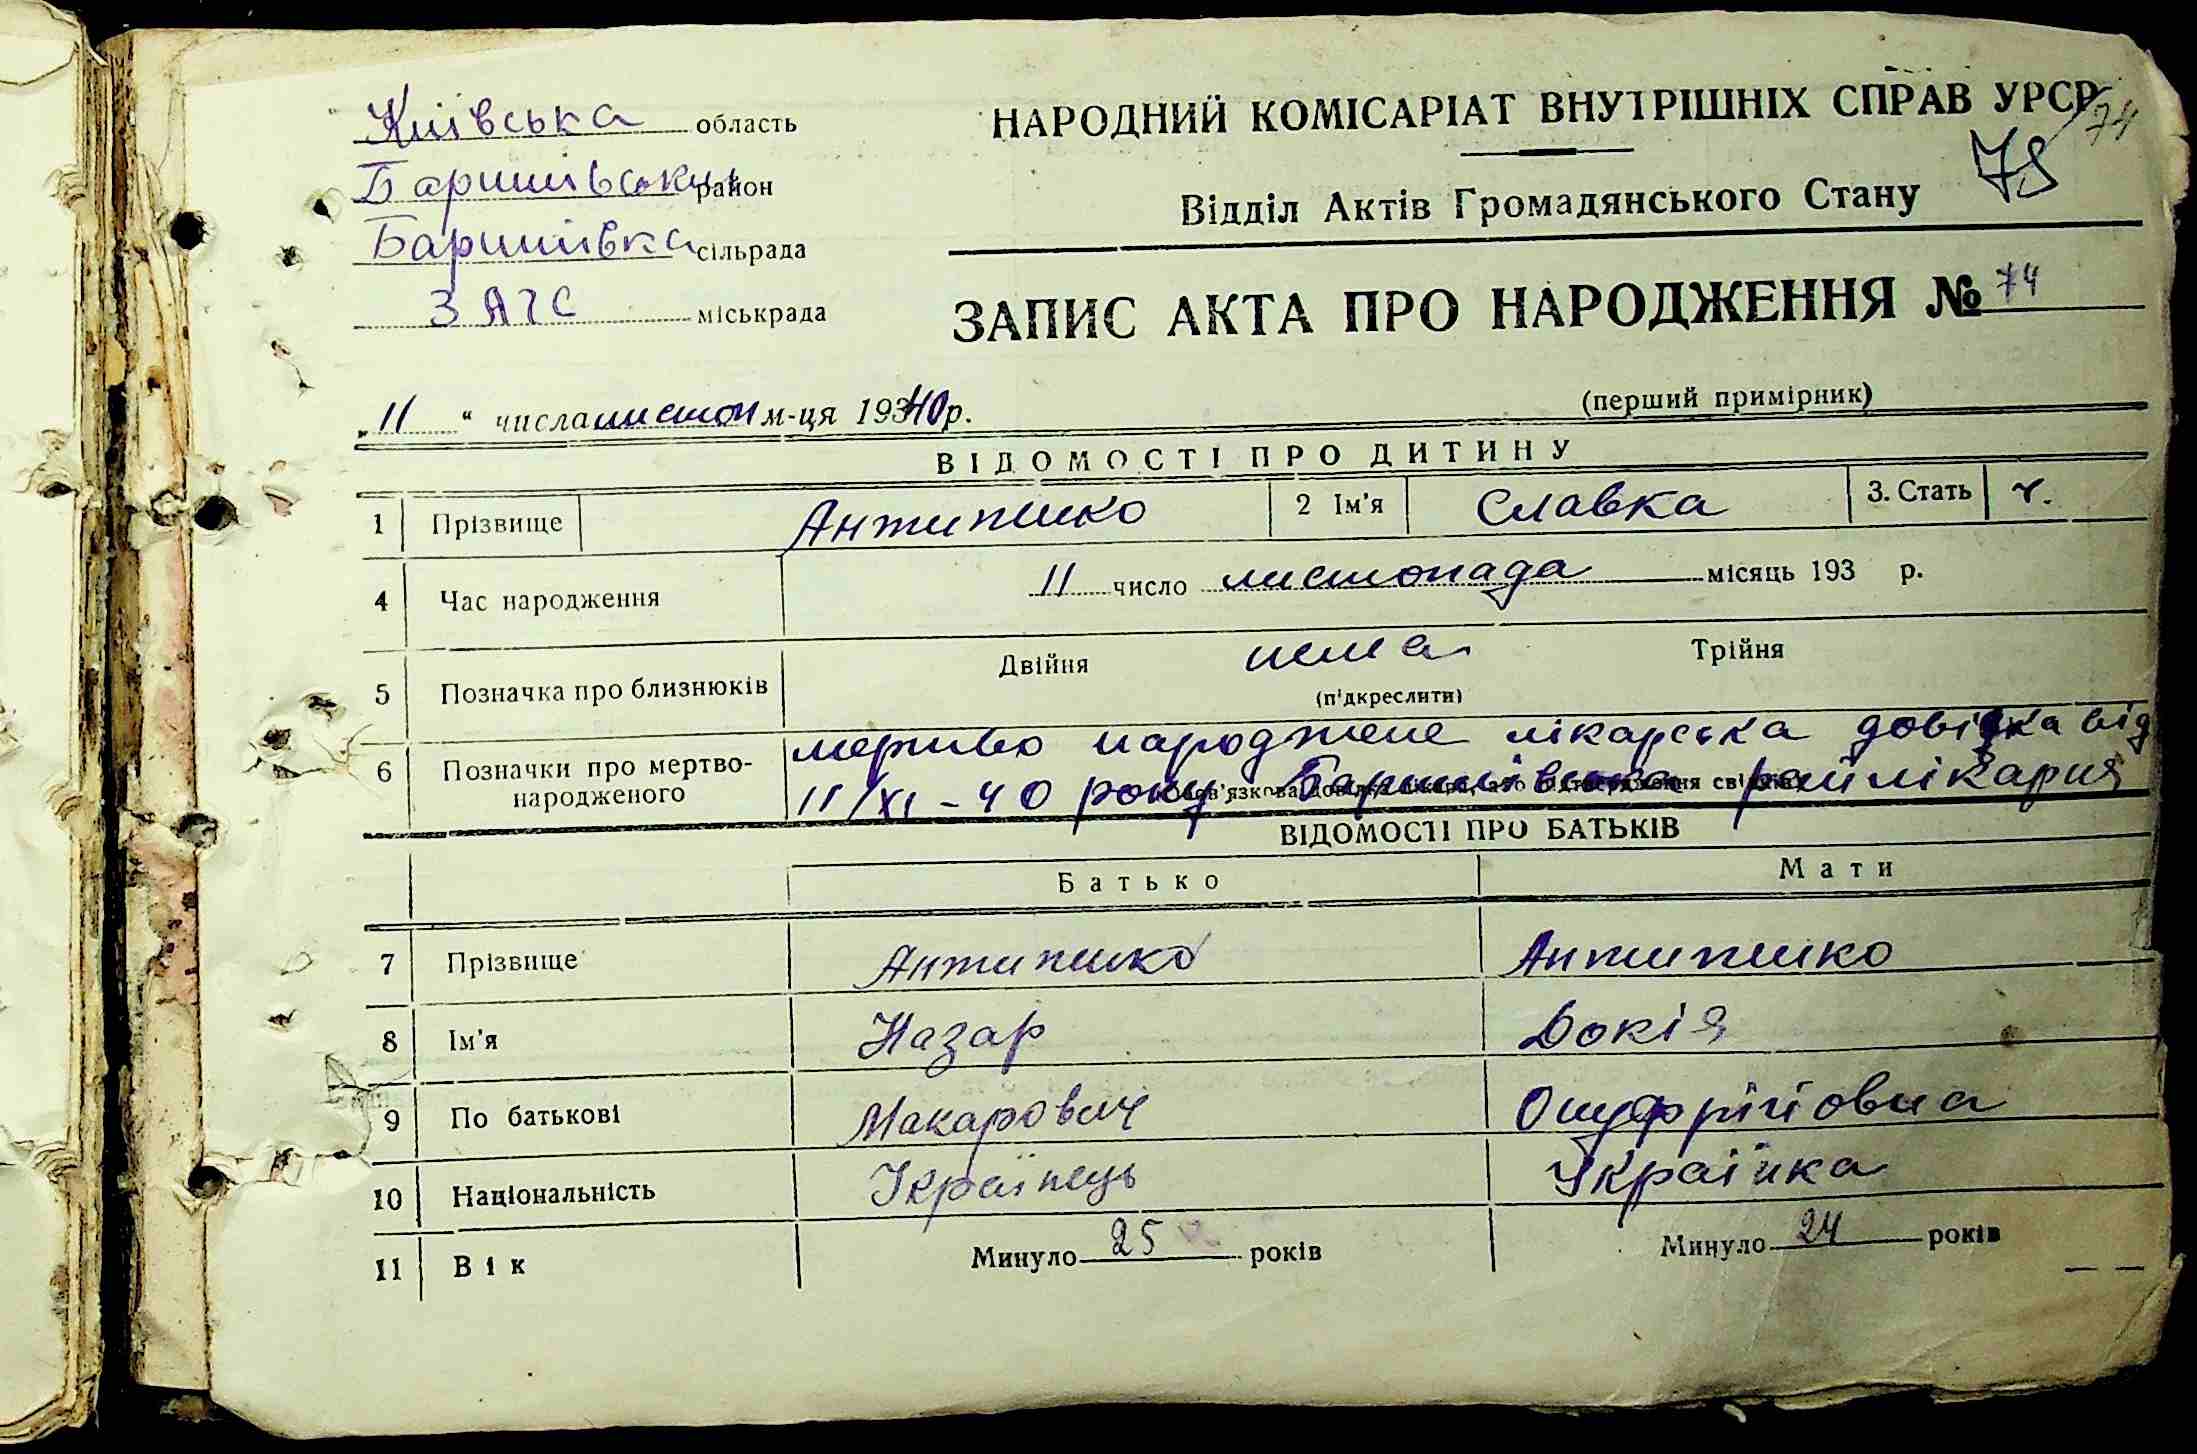 Київська область
Баришівський район
Баришівка сільрада
ЗАГС міськрада
НАРОДНИЙ КОМІСАРІАТ ВНУТРІШНІХ СПРАВ УРСР
74
78
Відділ Актів Громадянського Стану
ЗАПИС АКТА ПРО НАРОДЖЕННЯ № 74
(перший примірник)
„11“ числа листоп м-ця 1940 р.
ВІДОМОСТІ ПРО ДИТИНУ
1 Прізвище Антипенко 2 Ім'я Славка 3. Стать ч.
4 Час народження 11 число листопада місяць 193 р.
5 Позначка про близнюків Двійня нема Трійня
(підкреслити)
6 Позначки про мертво-народженого мертво народжене лікарська довідка від
11/XI-40 року Баришівська райлікарня
ВІДОМОСТІ ПРО БАТЬКІВ
Батько Мати
7 Прізвище Антипенко Антипенко
8 Ім'я Назар Докія
9 По батькові Макарович Онуфріївна
10 Національність Українець Українка
11 Вік Минуло 25 років Минуло 24 років